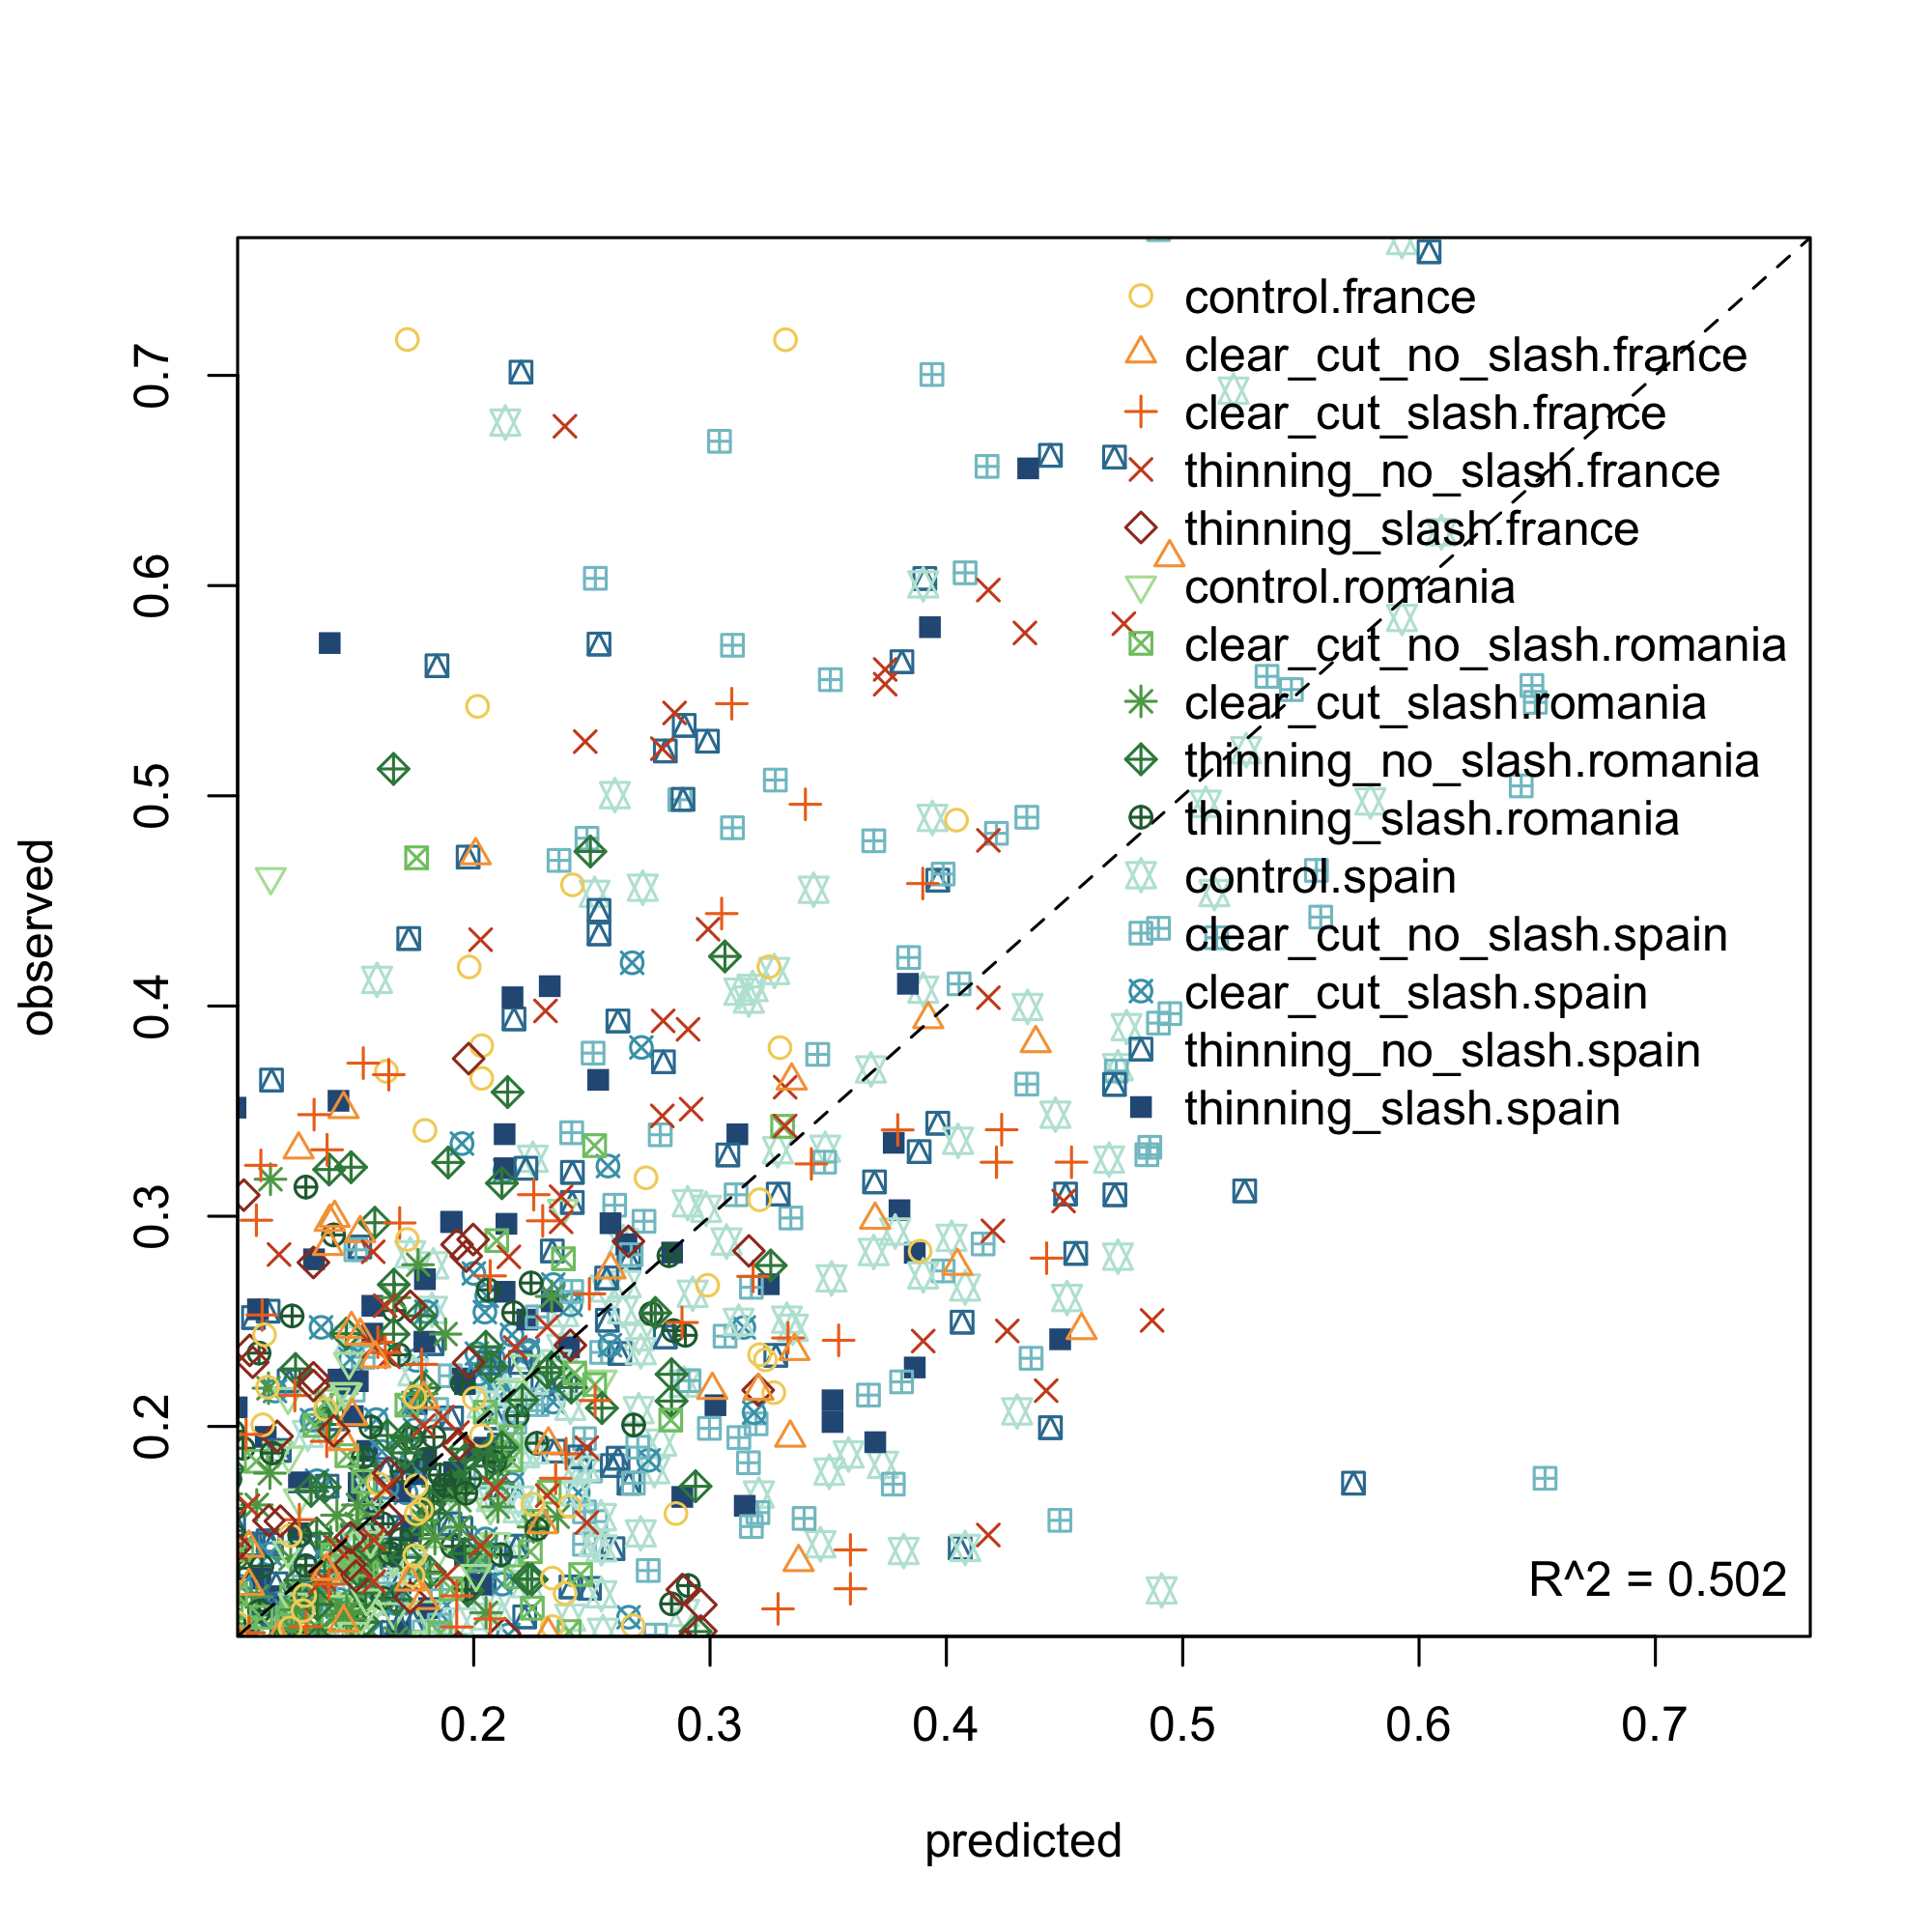 control.france
clear_cut_no_slash.france
clear_cut_slash.france
thinning_no_slash.france
thinning_slash.france
control.romania
clear_cut_no_slash.romania
clear_cut_slash.romania
thinning_no_slash.romania
thinning_slash.romania
control.spain
clear_cut_no_slash.spain
clear_cut_slash.spain
thinning_no_slash.spain
thinning_slash.spain
R^2 = 0.502
0.7
0.6
0.5
0.4
0.3
0.2
observed
0.2 0.3 0.4 0.5 0.6 0.7
predicted